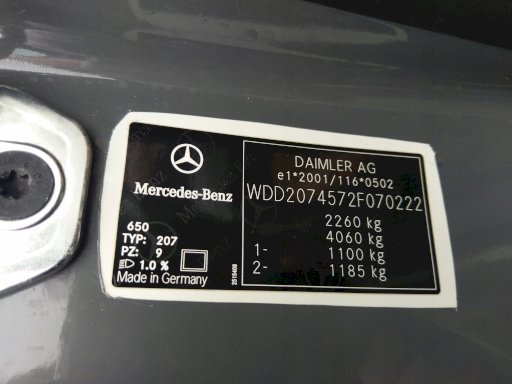 Mercedes-Benz
650
TYP: 207
PZ: 9
1.0 %
Made in Germany
2615408
DAIMLER AG
e1*2001/116*0502
WDD2074572F070222
2260 kg
4060 kg
1- 1100 kg
2- 1185 kg